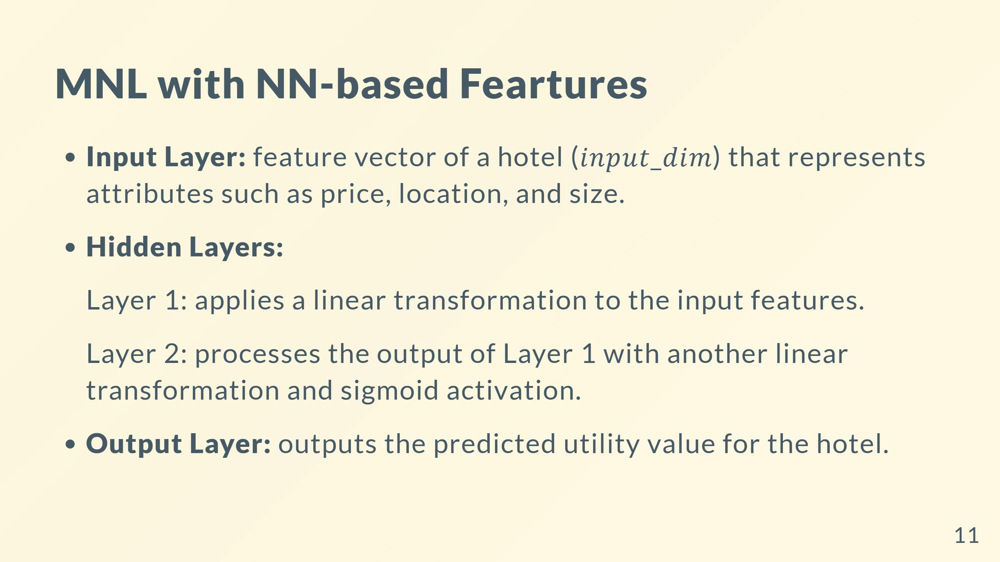 MNL with NN-based Feartures
• Input Layer: feature vector of a hotel (input_dim) that represents
attributes such as price, location, and size.
• Hidden Layers:
Layer 1: applies a linear transformation to the input features.
Layer 2: processes the output of Layer 1 with another linear
transformation and sigmoid activation.
• Output Layer: outputs the predicted utility value for the hotel.
11